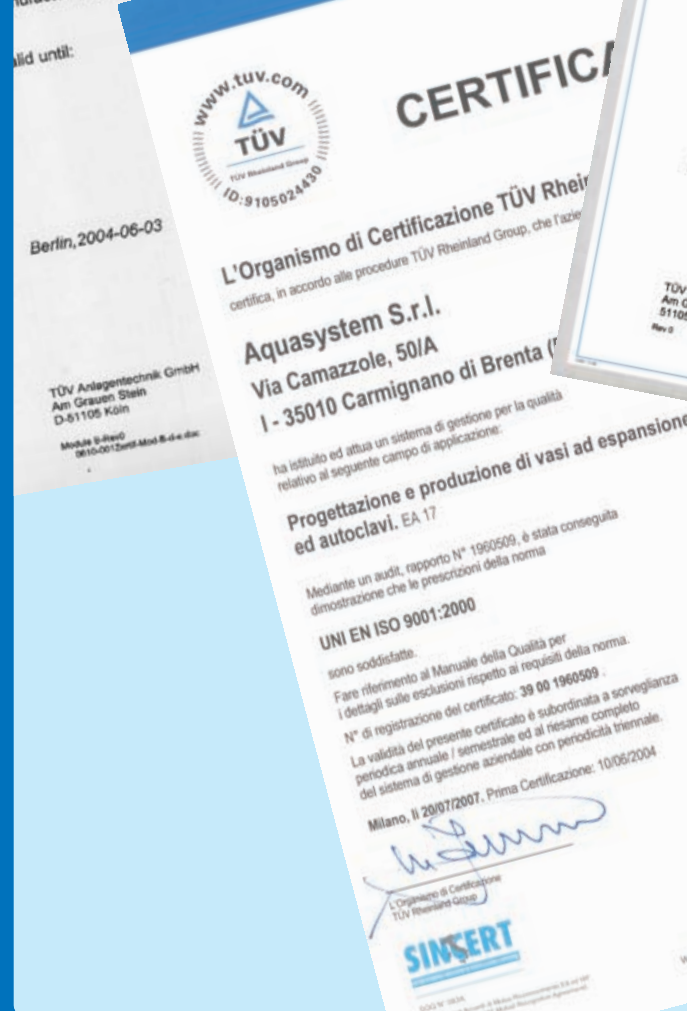 lid until:
Berlin, 2004-06-03
TÜV Anlagentechnik GmbH
Am Grauen Stein
D-51105 Köln
Module B-Rev0
www.tuv.com
TÜV
TÜV Rheinland Group
ID:9105024430
CERTIFICA
L'Organismo di Certificazione TÜV Rhein
certifica, in accordo alle procedure TÜV Rheinland Group, che l'azie
Aquasystem S.r.l.
Via Camazzole, 50/A
I - 35010 Carmignano di Brenta (
ha istituito ed attua un sistema di gestione per la qualità
relativo al seguente campo di applicazione:
Progettazione e produzione di vasi ad espansione
ed autoclavi. EA 17
Mediante un audit, rapporto N° 1960509, è stata conseguita
dimostrazione che le prescrizioni della norma
UNI EN ISO 9001:2000
sono soddisfatte.
Fare riferimento al Manuale della Qualità per
i dettagli sulle esclusioni rispetto ai requisiti della norma.
N° di registrazione del certificato: 39 00 1960509 .
La validità del presente certificato è subordinata a sorveglianza
periodica annuale / semestrale ed al riesame completo
del sistema di gestione aziendale con periodicità triennale.
Milano, li 20/07/2007. Prima Certificazione: 10/06/2004
L'Organismo di Certificazione
TÜV Rheinland Group
SINCERT
TÜV
Am G
51105
Rev 0